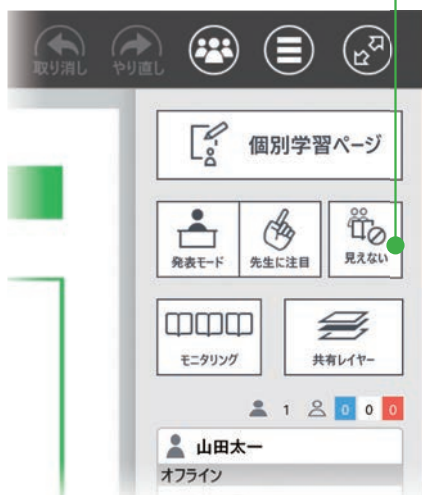 取り消し やり直し
個別学習ページ
発表モード 先生に注目 見えない
モニタリング 共有レイヤー
1 0 0 0
山田太一
オフライン